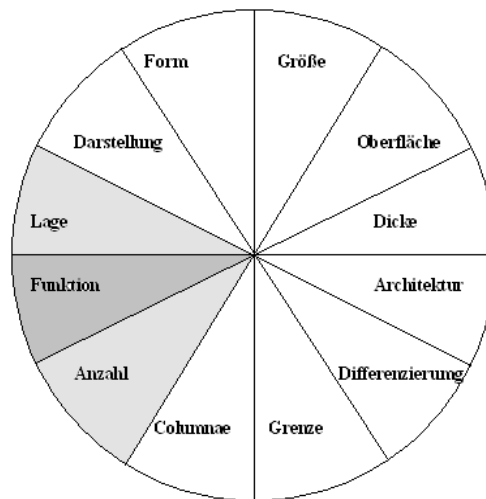 Form
Größe
Darstellung
Oberfläche
Lage
Dicke
Funktion
Architektur
Anzahl
Differenzierung
Columnae
Grenze